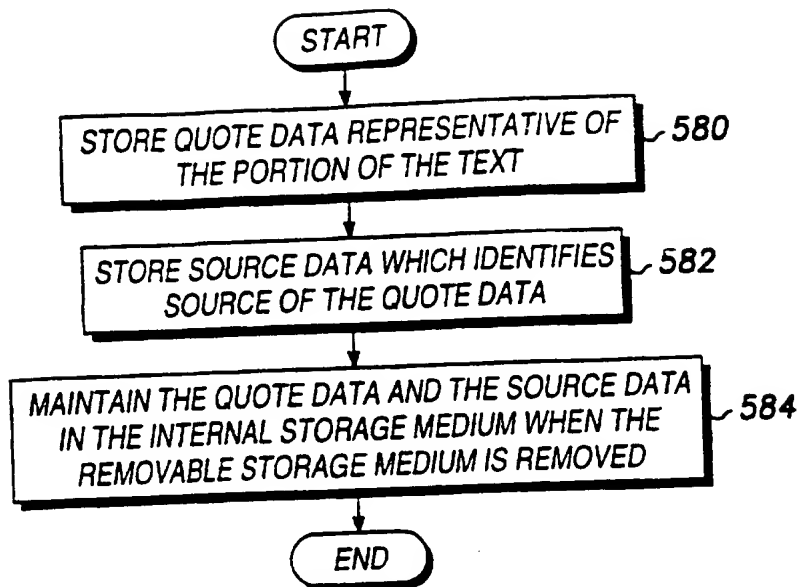 START
STORE QUOTE DATA REPRESENTATIVE OF
THE PORTION OF THE TEXT
580
STORE SOURCE DATA WHICH IDENTIFIES
SOURCE OF THE QUOTE DATA
582
MAINTAIN THE QUOTE DATA AND THE SOURCE DATA
IN THE INTERNAL STORAGE MEDIUM WHEN THE
REMOVABLE STORAGE MEDIUM IS REMOVED
584
END